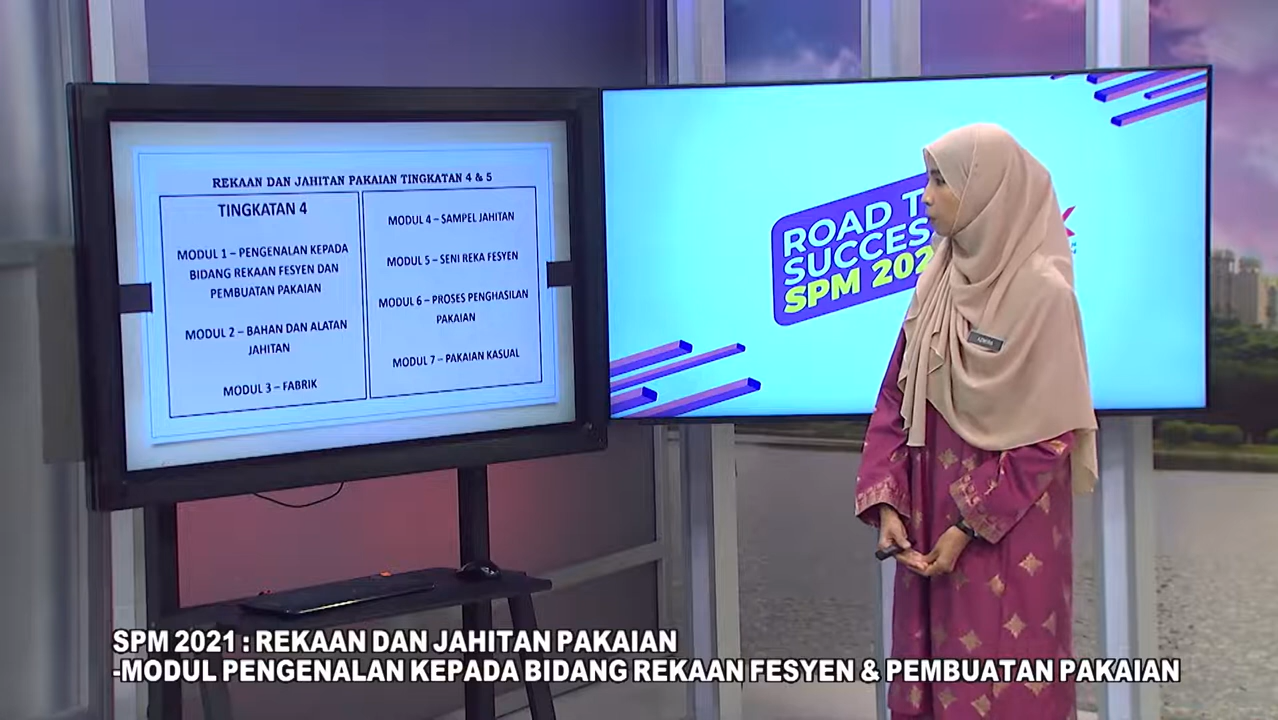 REKAAN DAN JAHITAN PAKAIAN TINGKATAN 4 & 5
TINGKATAN 4
MODUL 1 – PENGENALAN KEPADA
BIDANG REKAAN FESYEN DAN
PEMBUATAN PAKAIAN
MODUL 2 – BAHAN DAN ALATAN
JAHITAN
MODUL 3 – FABRIK
MODUL 4 – SAMPEL JAHITAN
MODUL 5 – SENI REKA FESYEN
MODUL 6 – PROSES PENGHASILAN
PAKAIAN
MODUL 7 – PAKAIAN KASUAL
ROAD T
SUCCES
SPM 202
SPM 2021 : REKAAN DAN JAHITAN PAKAIAN
-MODUL PENGENALAN KEPADA BIDANG REKAAN FESYEN & PEMBUATAN PAKAIAN